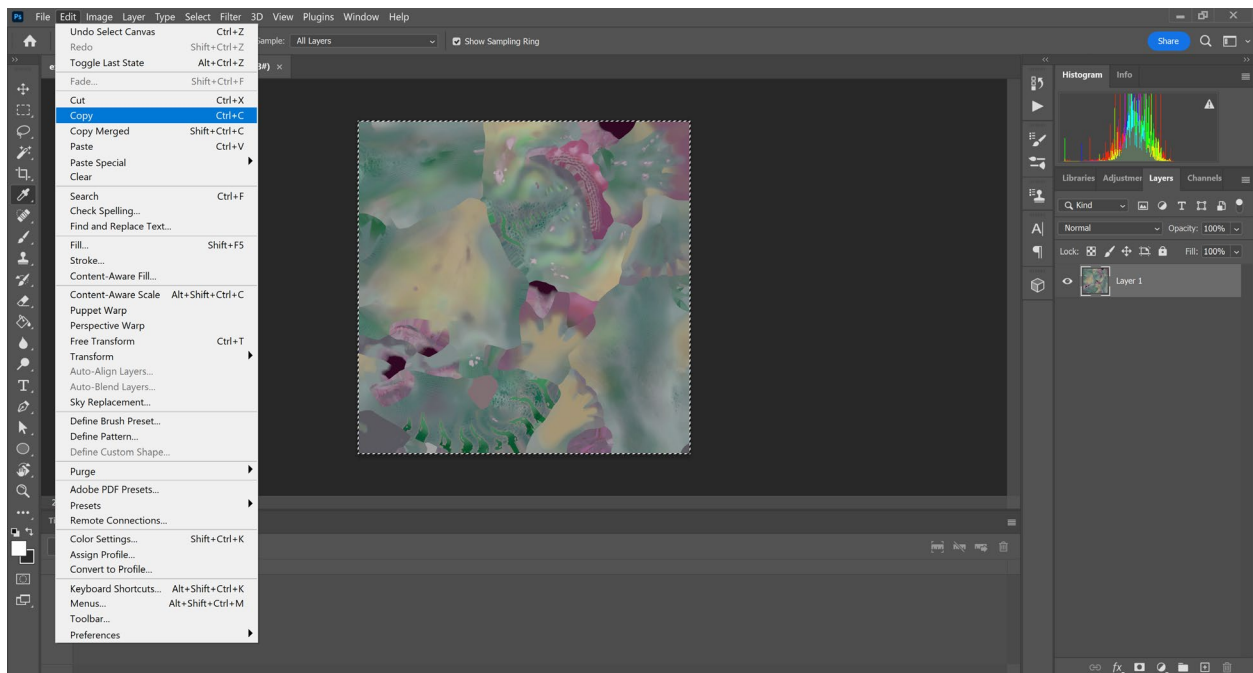 Ps File Edit Image Layer Type Select Filter 3D View Plugins Window Help
Sample: All Layers Show Sampling Ring
Share
Undo Select Canvas Ctrl+Z
Redo Shift+Ctrl+Z
Toggle Last State Alt+Ctrl+Z
Fade... Shift+Ctrl+F
Cut Ctrl+X
Copy Ctrl+C
Copy Merged Shift+Ctrl+C
Paste Ctrl+V
Paste Special
Clear
Search Ctrl+F
Check Spelling...
Find and Replace Text...
Fill... Shift+F5
Stroke...
Content-Aware Fill...
Content-Aware Scale Alt+Shift+Ctrl+C
Puppet Warp
Perspective Warp
Free Transform Ctrl+T
Transform
Auto-Align Layers...
Auto-Blend Layers...
Sky Replacement...
Define Brush Preset...
Define Pattern...
Define Custom Shape...
Purge
Adobe PDF Presets...
Presets
Remote Connections...
Color Settings... Shift+Ctrl+K
Assign Profile...
Convert to Profile...
Keyboard Shortcuts... Alt+Shift+Ctrl+K
Menus... Alt+Shift+Ctrl+M
Toolbar...
Preferences
Histogram Info
Libraries Adjustmer Layers Channels
Kind
Normal Opacity: 100%
Lock: Fill: 100%
Layer 1